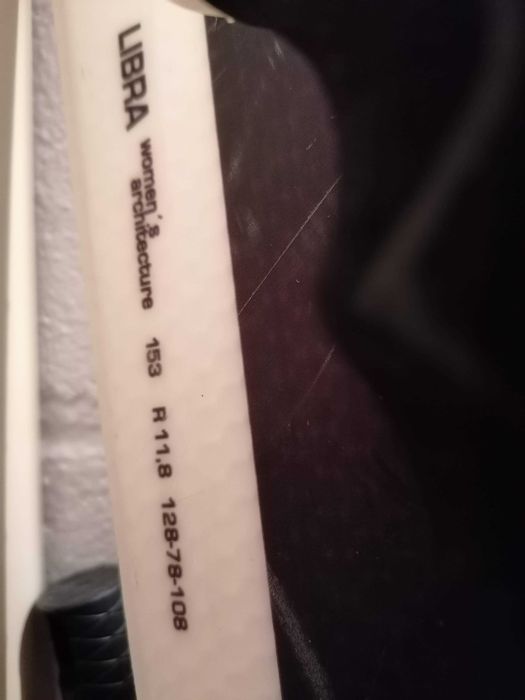 LIBRA women's
architecture 153 R 11,8 128-78-108